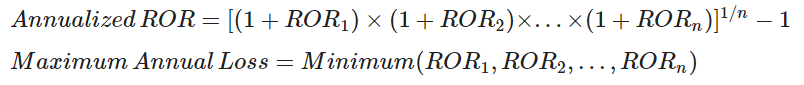 Annualized ROR = [(1 + ROR₁) × (1 + ROR₂)×. . . ×(1 + RORₙ)]^{1/n} − 1
Maximum Annual Loss = Minimum(ROR₁, ROR₂, . . . , RORₙ)